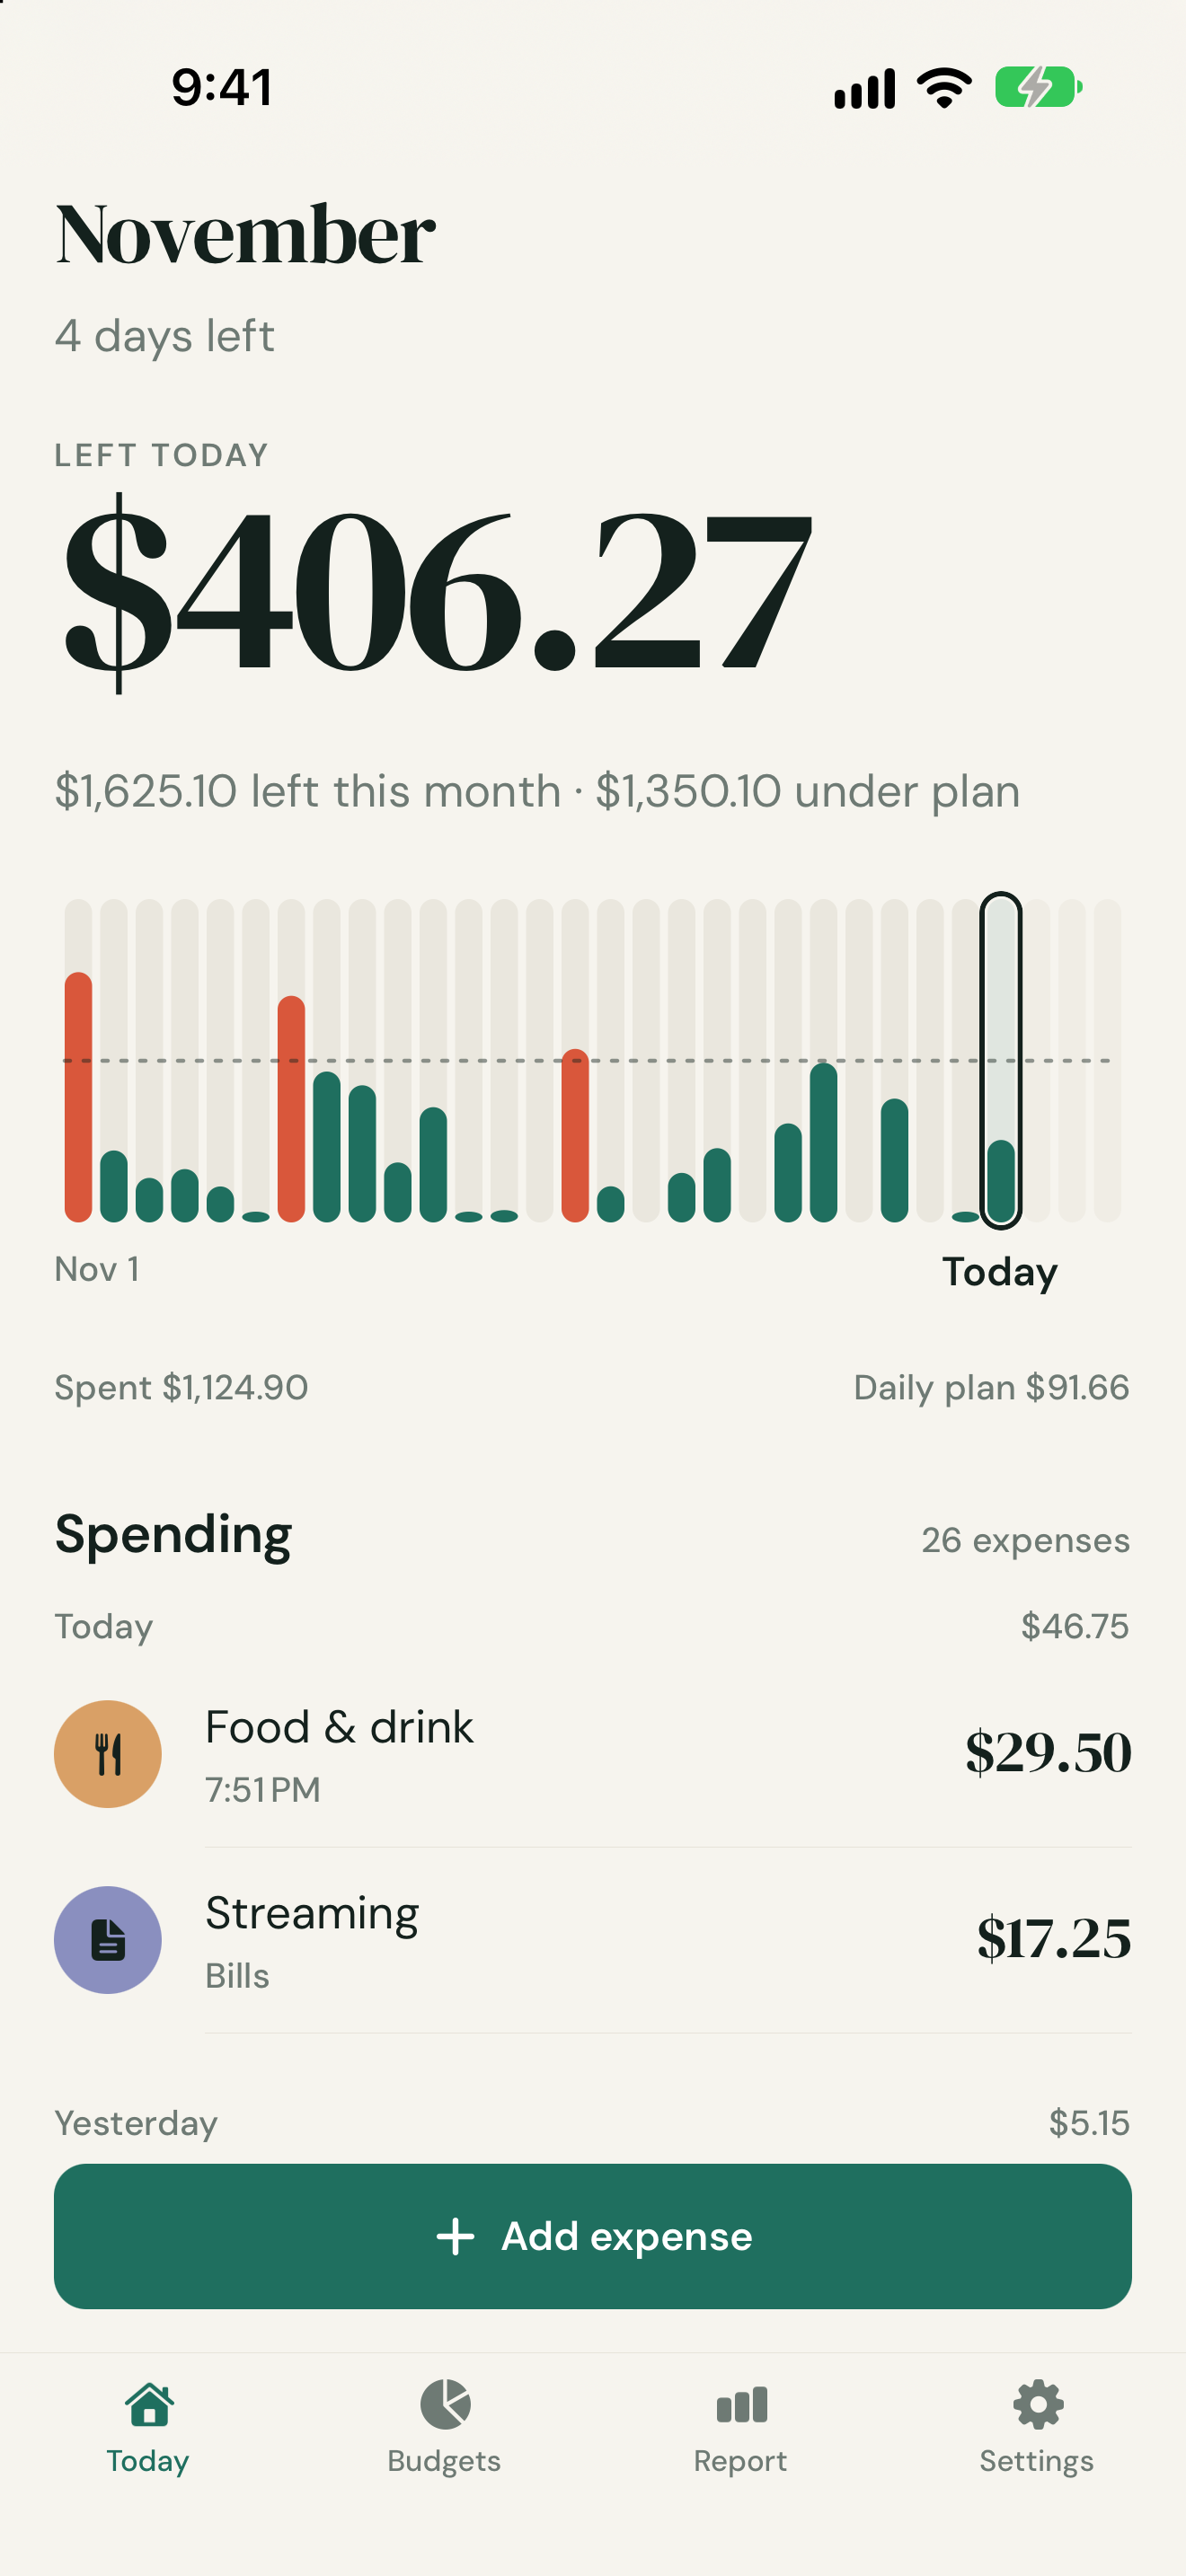 9:41
November
4 days left
LEFT TODAY
$406.27
$1,625.10 left this month · $1,350.10 under plan
Nov 1
Today
Spent $1,124.90
Daily plan $91.66
Spending
26 expenses
Today
$46.75
Food & drink
7:51 PM
$29.50
Streaming
Bills
$17.25
Yesterday
$5.15
Add expense
Today
Budgets
Report
Settings